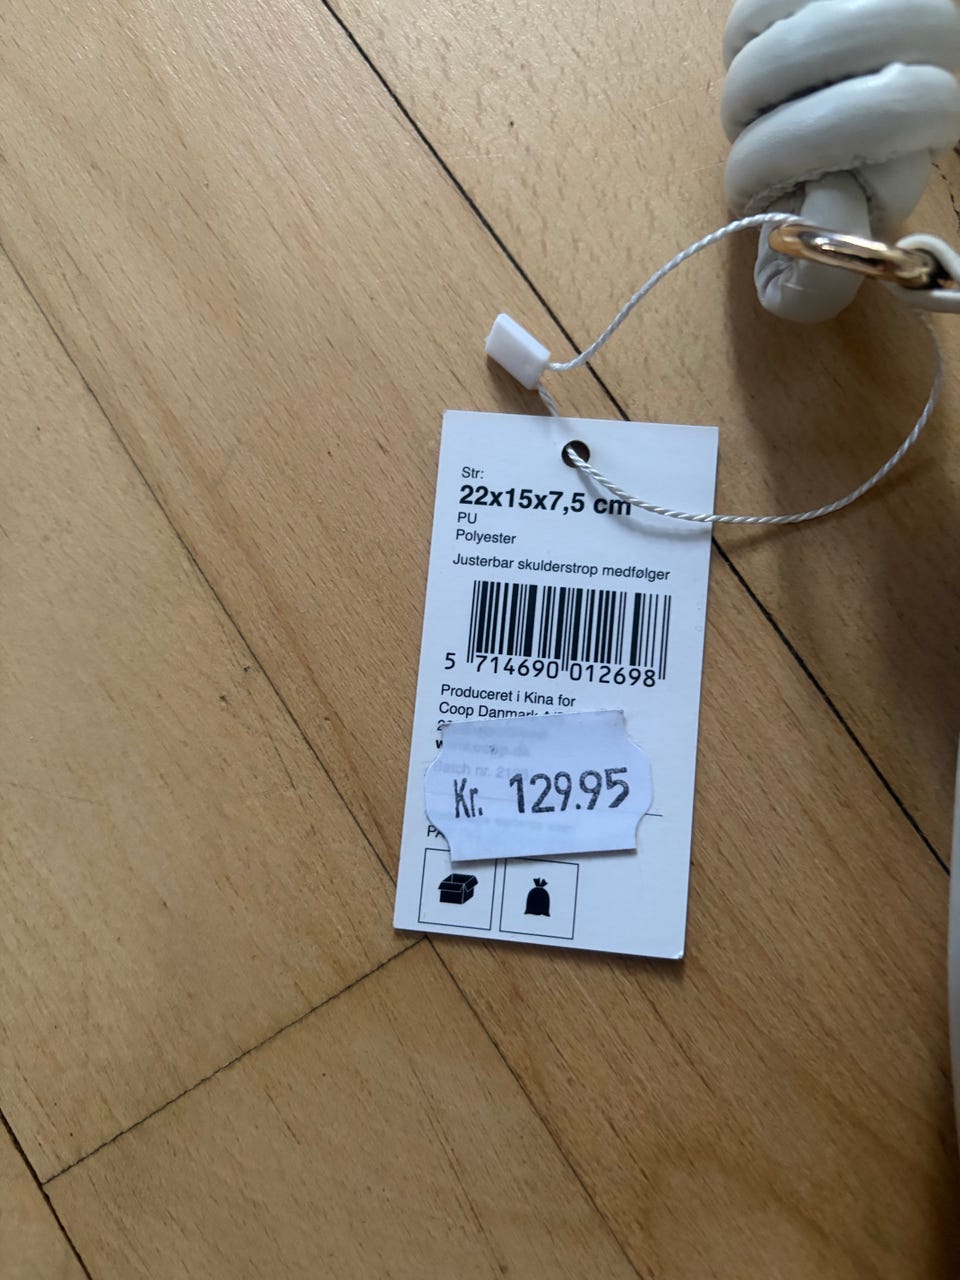 Str:
22x15x7,5 cm
PU
Polyester
Justerbar skulderstrop medfølger
5 714690 012698
Produceret i Kina for
Coop Danmark
Kr. 129.95